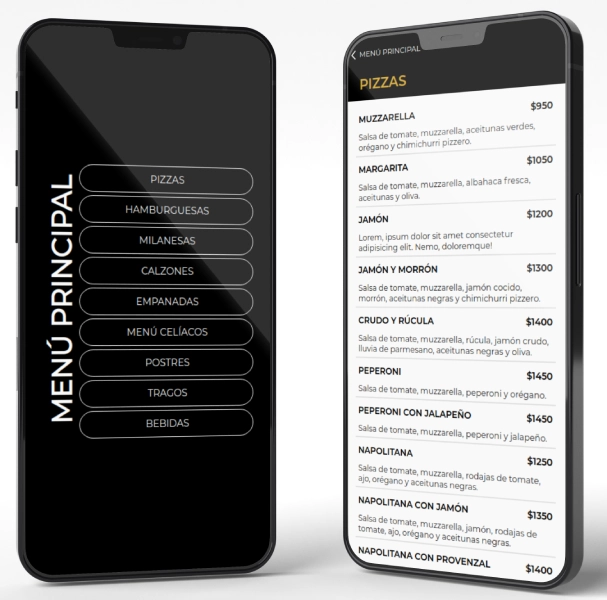 MENÚ PRINCIPAL
PIZZAS
HAMBURGUESAS
MILANESAS
CALZONES
EMPANADAS
MENÚ CELÍACOS
POSTRES
TRAGOS
BEBIDAS
MENÚ PRINCIPAL
PIZZAS
MUZZARELLA $950
Salsa de tomate, muzzarella, aceitunas verdes,
orégano y chimichurri pizzero.
MARGARITA $1050
Salsa de tomate, muzzarella, albahaca fresca,
aceitunas y oliva.
JAMÓN $1200
Lorem, ipsum dolor sit amet consectetur
adipisicing elit. Nemo, doloremque!
JAMÓN Y MORRÓN $1300
Salsa de tomate, muzzarella, jamón cocido,
morrón, aceitunas negras y chimichurri pizzero.
CRUDO Y RÚCULA $1400
Salsa de tomate, muzzarella, rúcula, jamón crudo,
lluvia de parmesano, aceitunas negras y oliva.
PEPERONI $1450
Salsa de tomate, muzzarella, peperoni y orégano.
PEPERONI CON JALAPEÑO $1450
Salsa de tomate, muzzarella, peperoni y jalapeño.
NAPOLITANA $1250
Salsa de tomate, muzzarella, rodajas de tomate,
ajo, orégano y aceitunas negras.
NAPOLITANA CON JAMÓN $1350
Salsa de tomate, muzzarella, jamón, rodajas de
tomate, ajo, orégano y aceitunas negras.
NAPOLITANA CON PROVENZAL $1400